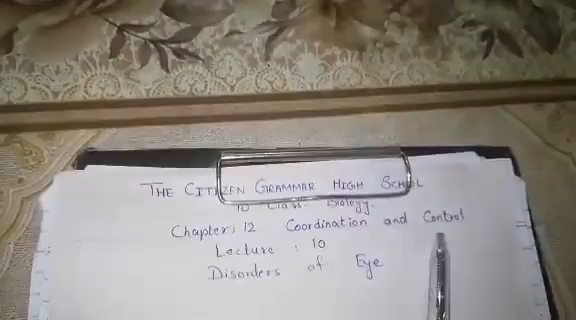 THE CITIZEN GRAMMAR HIGH SCHOOL
10 Class Biology.
Chapter: 12 Coordination and Control
Lecture : 10
Disorders of Eye